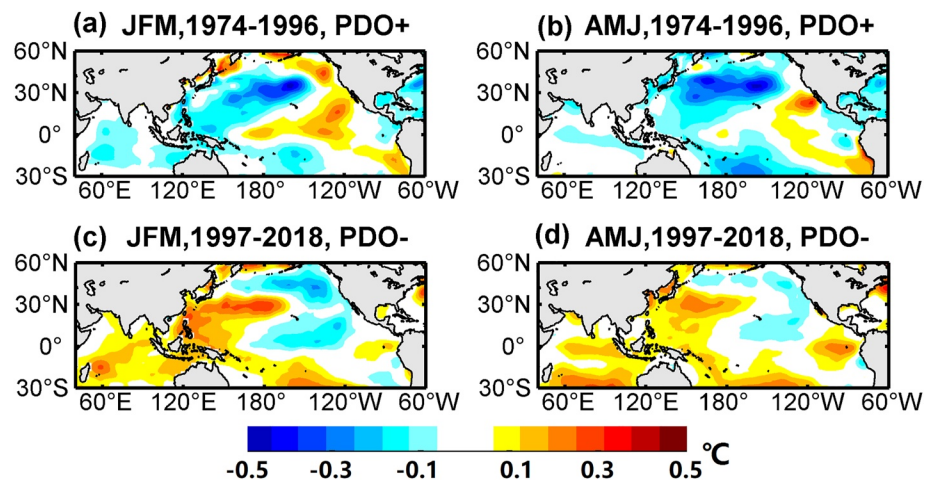 (a) JFM,1974-1996, PDO+
60°N
30°N
0°
30°S
60°E 120°E 180° 120°W 60°W
(b) AMJ,1974-1996, PDO+
60°N
30°N
0°
30°S
60°E 120°E 180° 120°W 60°W
(c) JFM,1997-2018, PDO-
60°N
30°N
0°
30°S
60°E 120°E 180° 120°W 60°W
(d) AMJ,1997-2018, PDO-
60°N
30°N
0°
30°S
60°E 120°E 180° 120°W 60°W
-0.5 -0.3 -0.1 0.1 0.3 0.5 °C